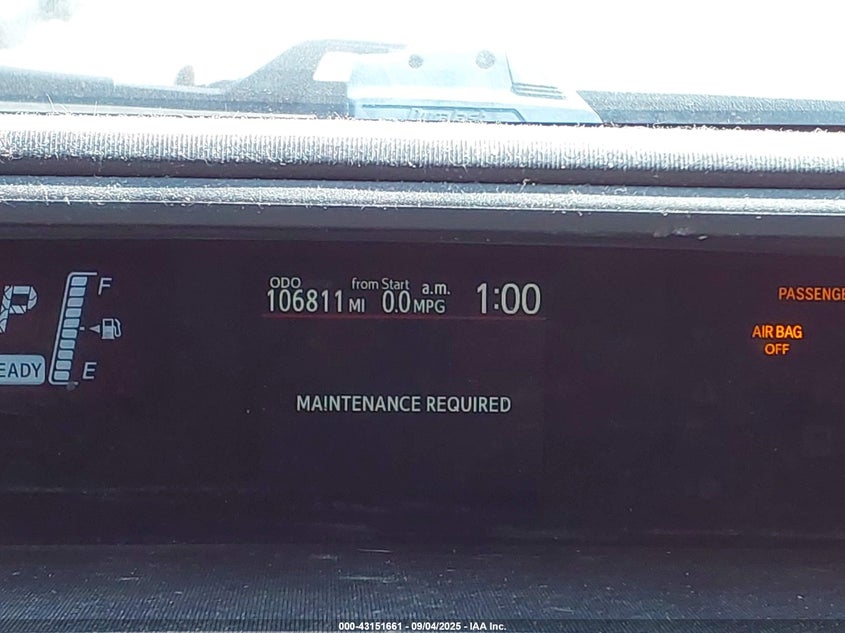 P
F
E
EADY
ODO from Start a.m.
106811 MI 0.0 MPG 1:00
PASSENGE
AIR BAG
OFF
MAINTENANCE REQUIRED
000-43151661 - 09/04/2025 - IAA Inc.